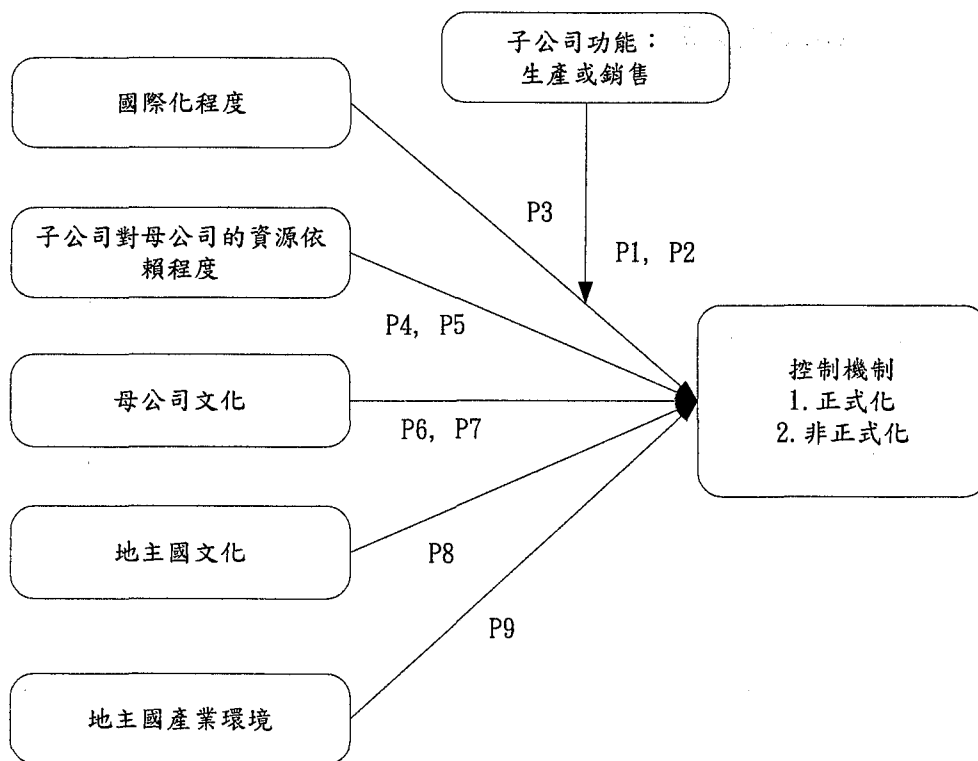 子公司功能：
生產或銷售
國際化程度
P3
子公司對母公司的資源依
賴程度
P1, P2
P4, P5
控制機制
1.正式化
2.非正式化
母公司文化
P6, P7
地主國文化
P8
P9
地主國產業環境